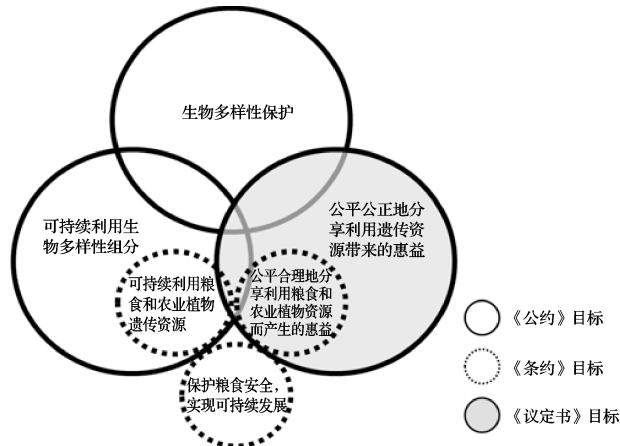 生物多样性保护
可持续利用生
物多样性组分
公平公正地分
享利用遗传资
源带来的惠益
可持续利用粮
食和农业植物
遗传资源
公平合理地分
享利用粮食和
农业植物资源
而产生的惠益
保护粮食安全，
实现可持续发展
《公约》目标
《条约》目标
《议定书》目标